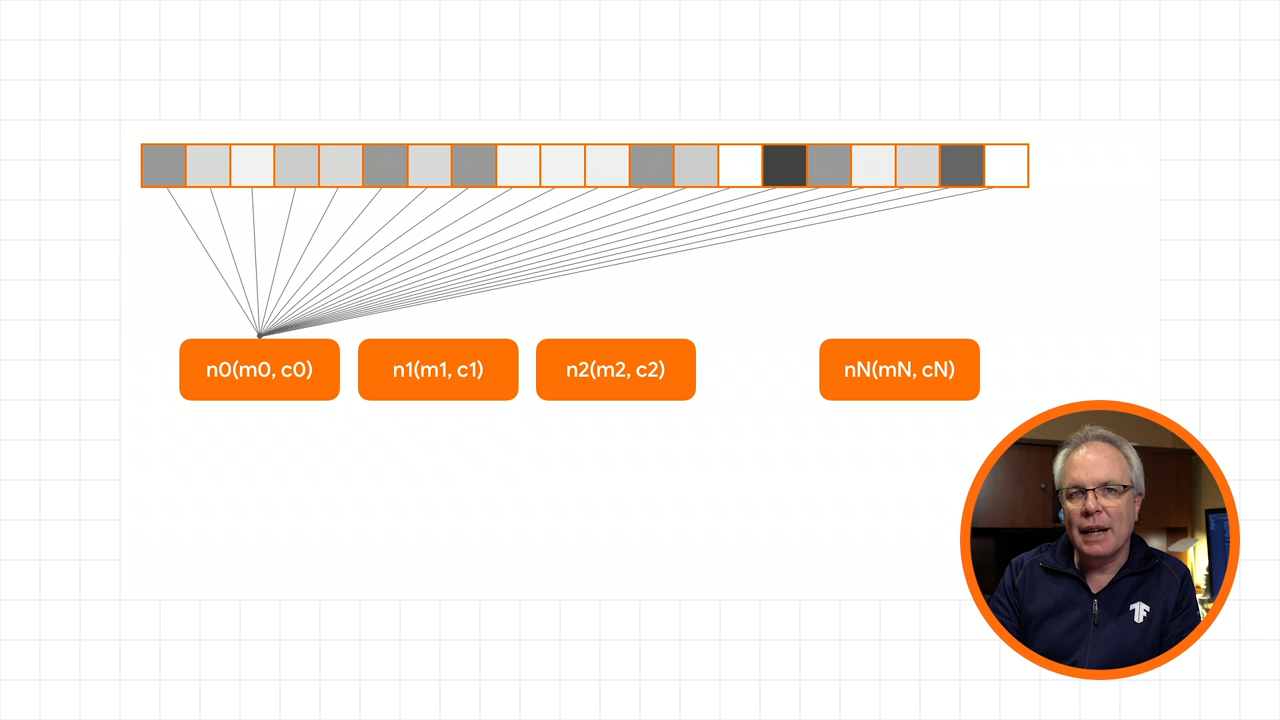 n0(m0, c0)
n1(m1, c1)
n2(m2, c2)
nN(mN, cN)